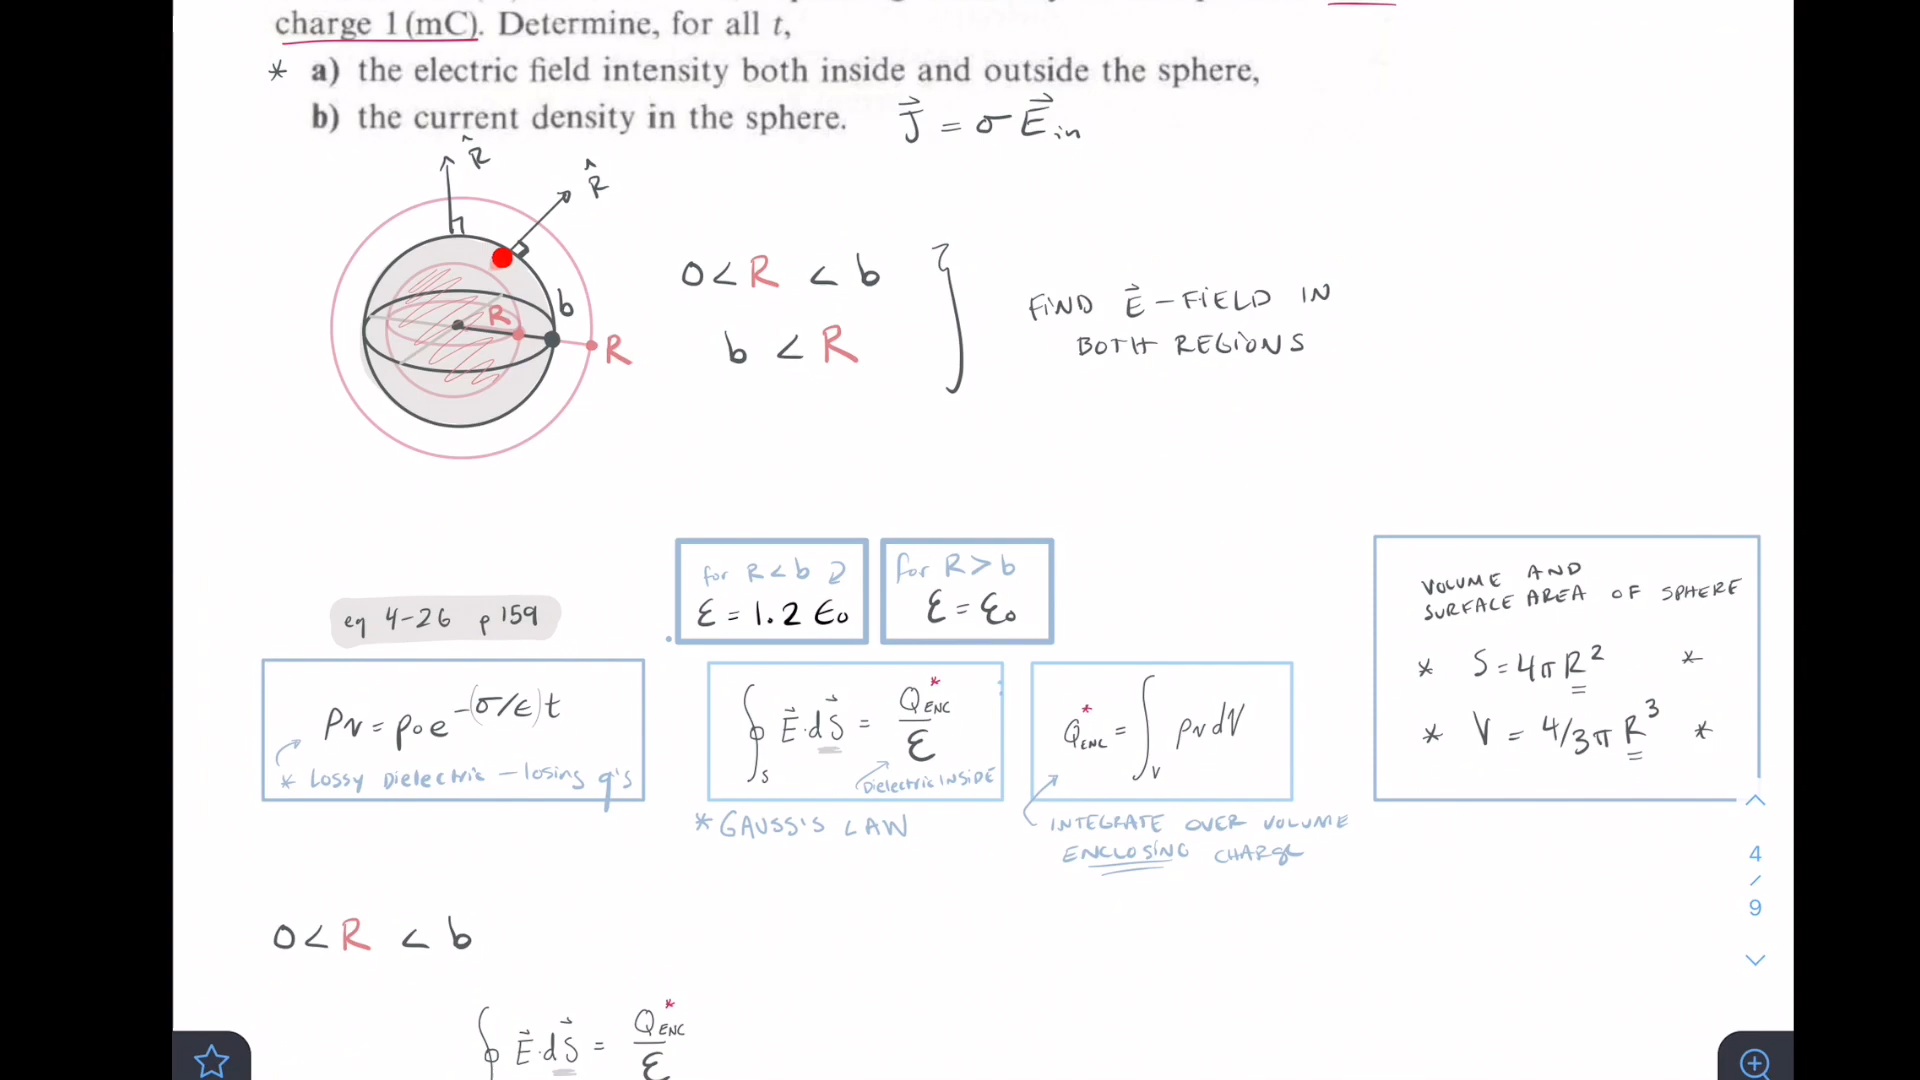 charge 1 (mC). Determine, for all t,
* a) the electric field intensity both inside and outside the sphere,
b) the current density in the sphere. J⃗ = σ E⃗ in
R̂
R̂
0 < R < b
b < R
FIND E⃗ - FIELD IN
BOTH REGIONS
b
R
R
for R < b
ε = 1.2 ε₀
for R > b
ε = ε₀
eq 4-26 p 159
ρv = ρ₀ e^-(σ/ε)t
* Lossy Dielectric - losing q's
∮s E⃗ · dS⃗ = Q*ENC / ε
Dielectric INSIDE
* GAUSS'S LAW
Q*ENC = ∫v ρv dV
INTEGRATE OVER VOLUME
ENCLOSING CHARGE
VOLUME AND
SURFACE AREA OF SPHERE
* S = 4πR² *
* V = 4/3 π R³ *
4
/
9
0 < R < b
∮ E⃗ · dS⃗ = Q*ENC / ε